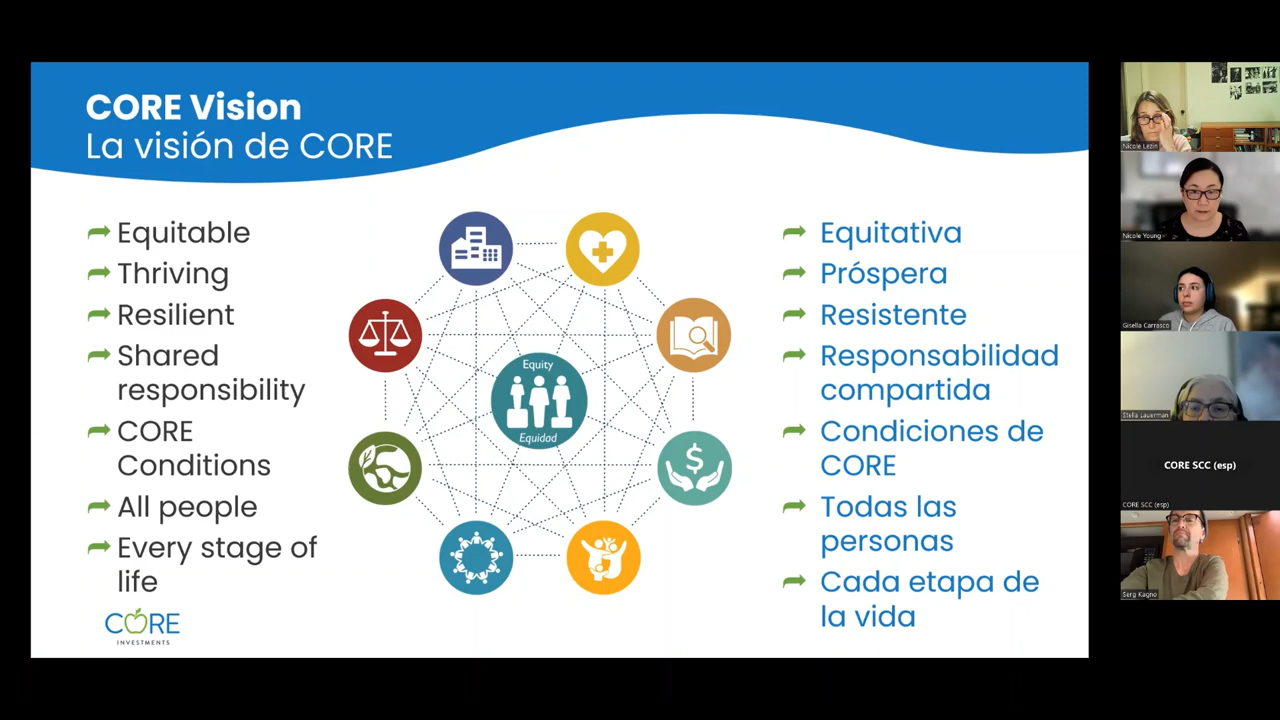 CORE Vision
La visión de CORE
Equitable
Thriving
Resilient
Shared
responsibility
CORE
Conditions
All people
Every stage of
life
CORE
INVESTMENTS
Equity
Equidad
$
Equitativa
Próspera
Resistente
Responsabilidad
compartida
Condiciones de
CORE
Todas las
personas
Cada etapa de
la vida
Nicole Lezin
Nicole Young
Gisella Carrasco
Stella Lauerman
CORE SCC (esp)
CORE SCC (esp)
Serg Kagno